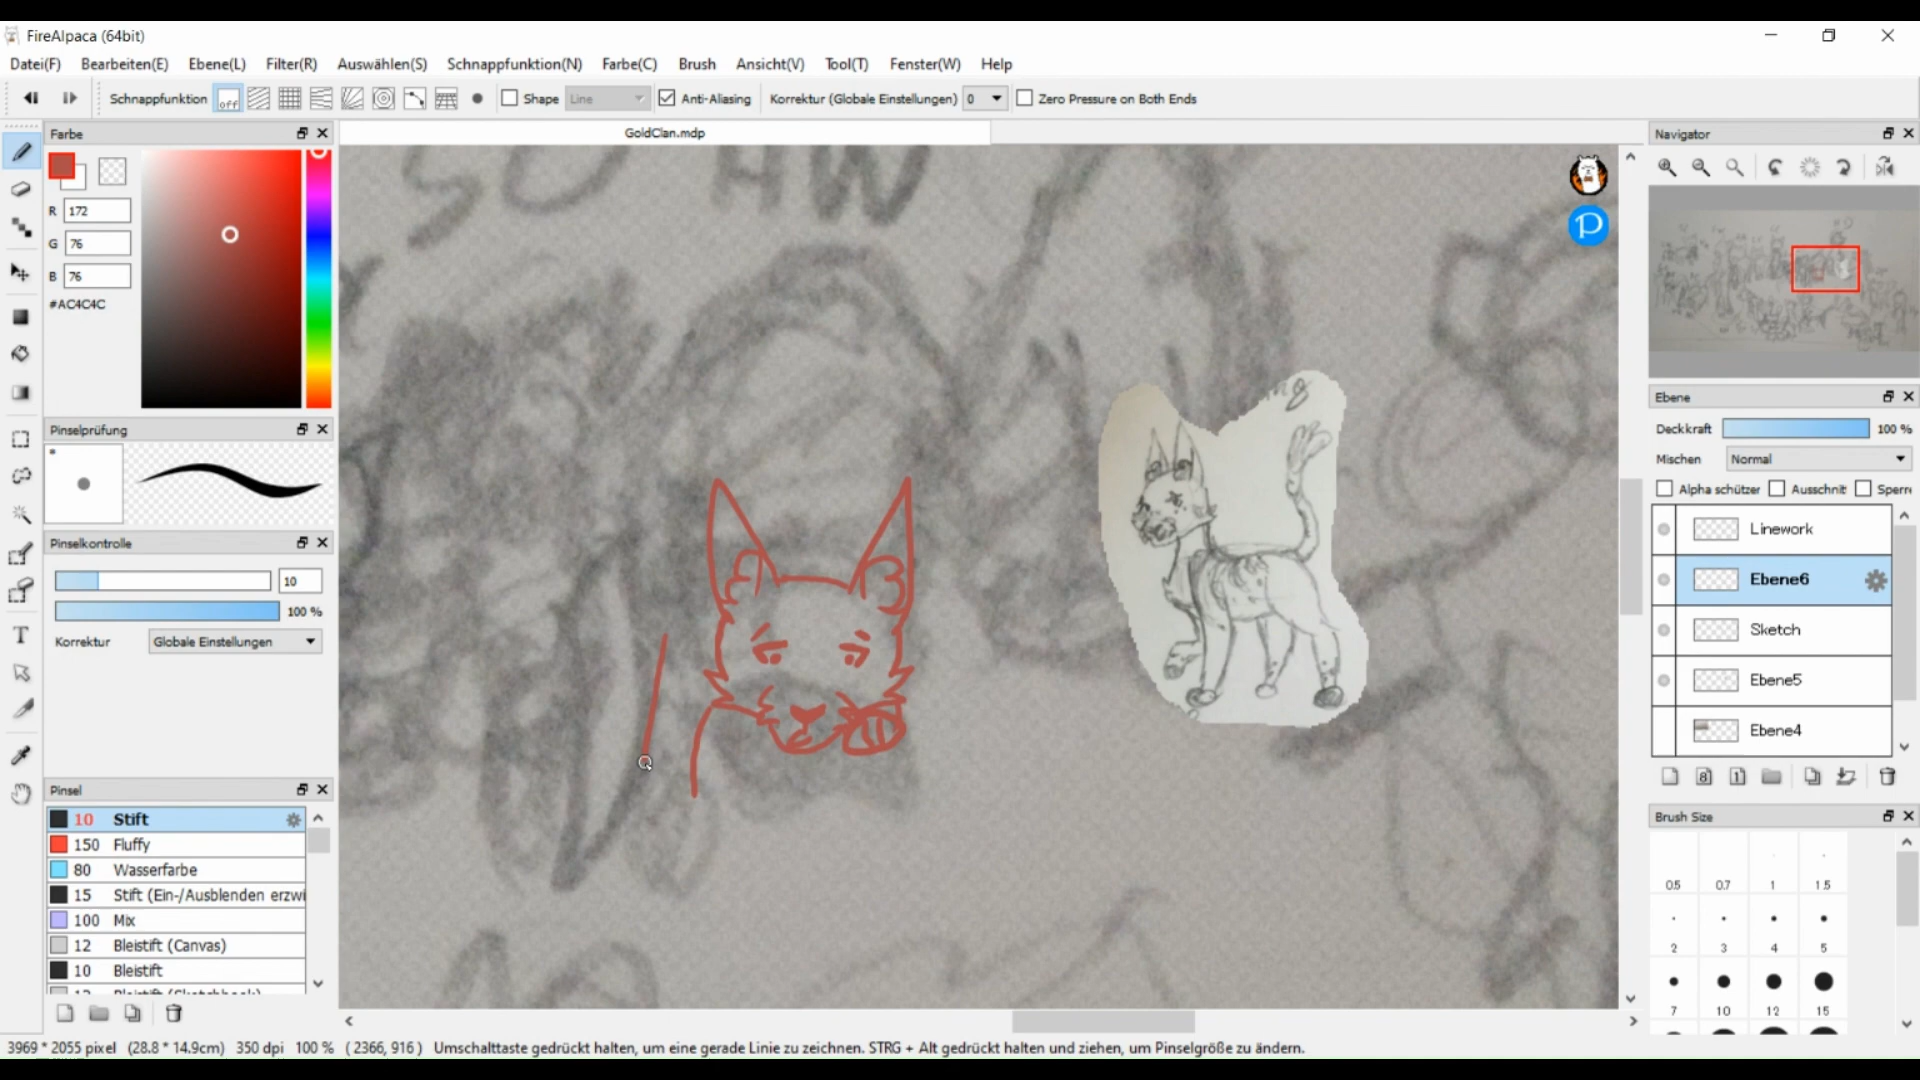 FireAlpaca (64bit)
Datei(F) Bearbeiten(E) Ebene(L) Filter(R) Auswählen(S) Schnappfunktion(N) Farbe(C) Brush Ansicht(V) Tool(T) Fenster(W) Help
Schnappfunktion off Shape Line Anti-Aliasing Korrektur (Globale Einstellungen) 0 Zero Pressure on Both Ends
Farbe
R 172
G 76
B 76
#AC4C4C
Pinselprüfung
Pinselkontrolle
10
100 %
Korrektur Globale Einstellungen
Pinsel
10 Stift
150 Fluffy
80 Wasserfarbe
15 Stift (Ein-/Ausblenden erzwi
100 Mix
12 Bleistift (Canvas)
10 Bleistift
GoldClan.mdp
P
Navigator
Ebene
Deckkraft 100 %
Mischen Normal
Alpha schützer Ausschnit Sperr
Linework
Ebene6
Sketch
Ebene5
Ebene4
8 1
Brush Size
0.5 0.7 1 1.5
2 3 4 5
7 10 12 15
3969 * 2055 pixel (28.8 * 14.9cm) 350 dpi 100 % ( 2366, 916 ) Umschalttaste gedrückt halten, um eine gerade Linie zu zeichnen. STRG + Alt gedrückt halten und ziehen, um Pinselgröße zu ändern.